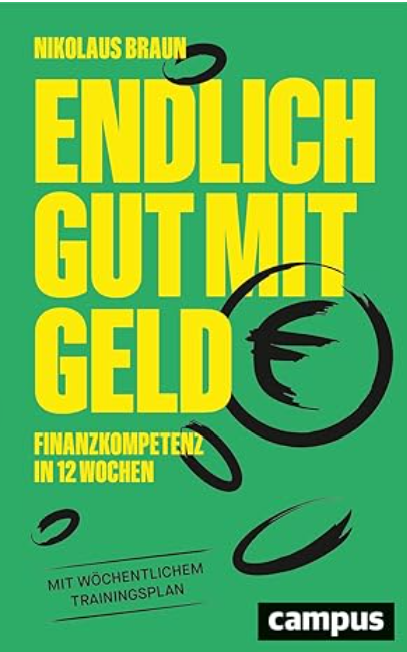 NIKOLAUS BRAUN
ENDLICH
GUT MIT
GELD
€
FINANZKOMPETENZ
IN 12 WOCHEN
MIT WÖCHENTLICHEM
TRAININGSPLAN
campus